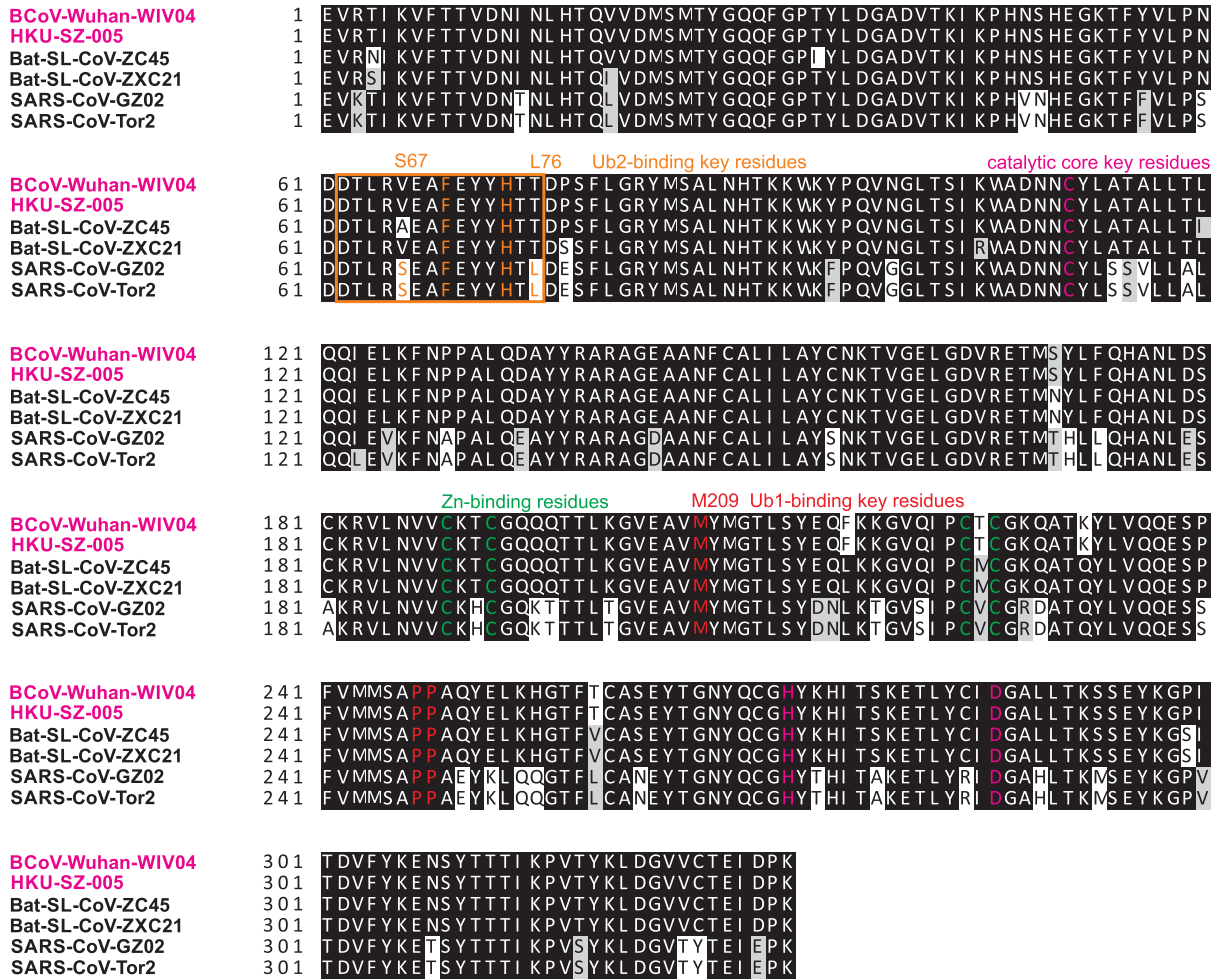 BCoV-Wuhan-WIV04 1 EVRTIKVFTTVDNINLHTQVVDMSMTYGQQFGPTYLDGADVTKIKPHNSHEGKTFYVLPN
HKU-SZ-005 1 EVRTIKVFTTVDNINLHTQVVDMSMTYGQQFGPTYLDGADVTKIKPHNSHEGKTFYVLPN
Bat-SL-CoV-ZC45 1 EVRNIKVFTTVDNINLHTQVVDMSMTYGQQFGPIYLDGADVTKIKPHNSHEGKTFYVLPN
Bat-SL-CoV-ZXC21 1 EVRSIKVFTTVDNINLHTQIVDMSMTYGQQFGPTYLDGADVTKIKPHNSHEGKTFYVLPN
SARS-CoV-GZ02 1 EVKTIKVFTTVDNTNLHTQLVDMSMTYGQQFGPTYLDGADVTKIKPHVNHEGKTFFVLPS
SARS-CoV-Tor2 1 EVKTIKVFTTVDNTNLHTQLVDMSMTYGQQFGPTYLDGADVTKIKPHVNHEGKTFFVLPS
S67 L76 Ub2-binding key residues catalytic core key residues
BCoV-Wuhan-WIV04 61 DDTLRVEAFEYYHTTDPSFLGRYMSALNHTKKWKYPQVNGLTSIKWADNNCYLATALLTL
HKU-SZ-005 61 DDTLRVEAFEYYHTTDPSFLGRYMSALNHTKKWKYPQVNGLTSIKWADNNCYLATALLTL
Bat-SL-CoV-ZC45 61 DDTLRAEAFEYYHTTDPSFLGRYMSALNHTKKWKYPQVNGLTSIKWADNNCYLATALLTI
Bat-SL-CoV-ZXC21 61 DDTLRVEAFEYYHTTDSSFLGRYMSALNHTKKWKYPQVNGLTSIRWADNNCYLATALLTL
SARS-CoV-GZ02 61 DDTLRSEAFEYYHTLDESFLGRYMSALNHTKKWKFPQVGGLTSIKWADNNCYLSSVLLAL
SARS-CoV-Tor2 61 DDTLRSEAFEYYHTLDESFLGRYMSALNHTKKWKFPQVGGLTSIKWADNNCYLSSVLLAL
BCoV-Wuhan-WIV04 121 QQIELKFNPPALQDAYYRARAGEAANFCALILAYCNKTVGELGDVRETMSYLFQHANLDS
HKU-SZ-005 121 QQIELKFNPPALQDAYYRARAGEAANFCALILAYCNKTVGELGDVRETMSYLFQHANLDS
Bat-SL-CoV-ZC45 121 QQIELKFNPPALQDAYYRARAGEAANFCALILAYCNKTVGELGDVRETMNYLFQHANLDS
Bat-SL-CoV-ZXC21 121 QQIELKFNPPALQDAYYRARAGEAANFCALILAYCNKTVGELGDVRETMNYLFQHANLDS
SARS-CoV-GZ02 121 QQIEVKFNAPALQEAYYRARAGDAANFCALILAYSNKTVGELGDVRETMTHLLQHANLES
SARS-CoV-Tor2 121 QQLEVKFNAPALQEAYYRARAGDAANFCALILAYSNKTVGELGDVRETMTHLLQHANLES
Zn-binding residues M209 Ub1-binding key residues
BCoV-Wuhan-WIV04 181 CKRVLNVVCKTCGQQQTTLKGVEAVMYMGTLSYEQFKKGVQIPCTCGKQATKYLVQQESP
HKU-SZ-005 181 CKRVLNVVCKTCGQQQTTLKGVEAVMYMGTLSYEQFKKGVQIPCTCGKQATKYLVQQESP
Bat-SL-CoV-ZC45 181 CKRVLNVVCKTCGQQQTTLKGVEAVMYMGTLSYEQLKKGVQIPCMCGKQATQYLVQQESP
Bat-SL-CoV-ZXC21 181 CKRVLNVVCKTCGQQQTTLKGVEAVMYMGTLSYEQLKKGVQIPCMCGKQATQYLVQQESP
SARS-CoV-GZ02 181 AKRVLNVVCKHCGQKTTTLTGVEAVMYMGTLSYDNLKTGVSIPCVCGRDATQYLVQQESS
SARS-CoV-Tor2 181 AKRVLNVVCKHCGQKTTTLTGVEAVMYMGTLSYDNLKTGVSIPCVCGRDATQYLVQQESS
BCoV-Wuhan-WIV04 241 FVMMSAPPAQYELKHGTFTCASEYTGNYQCGHYKHITSKETLYCIDGALLTKSSEYKGPI
HKU-SZ-005 241 FVMMSAPPAQYELKHGTFTCASEYTGNYQCGHYKHITSKETLYCIDGALLTKSSEYKGPI
Bat-SL-CoV-ZC45 241 FVMMSAPPAQYELKHGTFVCASEYTGNYQCGHYKHITSKETLYCIDGALLTKSSEYKGSI
Bat-SL-CoV-ZXC21 241 FVMMSAPPAQYELKHGTFVCASEYTGNYQCGHYKHITSKETLYCIDGALLTKSSEYKGSI
SARS-CoV-GZ02 241 FVMMSAPPAEYKLQQGTFLCANEYTGNYQCGHYTHITAKETLYRIDGAHLTKMSEYKGPV
SARS-CoV-Tor2 241 FVMMSAPPAEYKLQQGTFLCANEYTGNYQCGHYTHITAKETLYRIDGAHLTKMSEYKGPV
BCoV-Wuhan-WIV04 301 TDVFYKENSYTTTIKPVTYKLDGVVCTEIDPK
HKU-SZ-005 301 TDVFYKENSYTTTIKPVTYKLDGVVCTEIDPK
Bat-SL-CoV-ZC45 301 TDVFYKENSYTTTIKPVTYKLDGVVCTEIDPK
Bat-SL-CoV-ZXC21 301 TDVFYKENSYTTTIKPVTYKLDGVVCTEIDPK
SARS-CoV-GZ02 301 TDVFYKETSYTTTIKPVSYKLDGVTYTEIEPK
SARS-CoV-Tor2 301 TDVFYKETSYTTTIKPVSYKLDGVTYTEIEPK